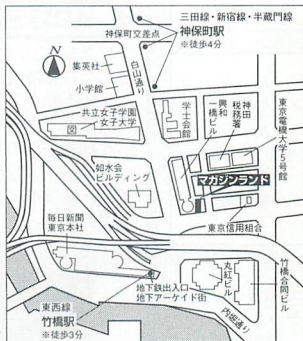 三田線・新宿線・半蔵門線
神保町駅
※徒歩4分
神保町交差点
N
集英社
白山通り
小学館
共立女子学園
女子大学
図
学士会館
興和
一橋ビル
神田
税務署
東京電機大学5号館
如水会
ビルディング
マガジンランド
毎日新聞
東京本社
東京信用組合
丸紅ビル
竹橋合同ビル
地下鉄出入口
地下アーケイド街
内堀通り
東西線
竹橋駅
※徒歩3分